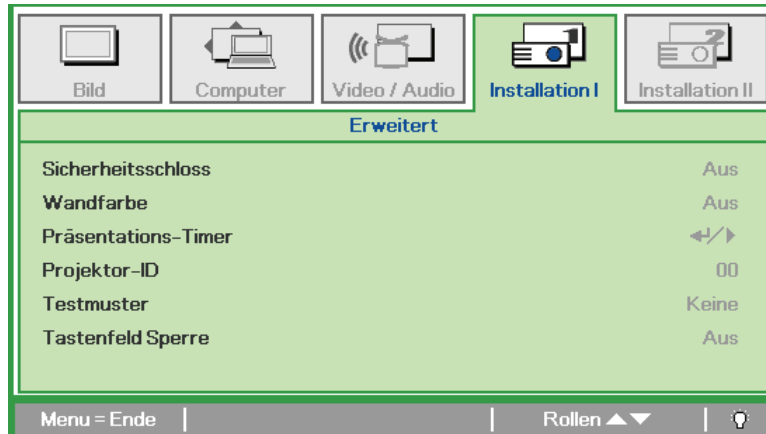 Bild
Computer
Video / Audio
Installation I
Installation II
Erweitert
Sicherheitsschloss Aus
Wandfarbe Aus
Präsentations-Timer
Projektor-ID 00
Testmuster Keine
Tastenfeld Sperre Aus
Menu = Ende Rollen